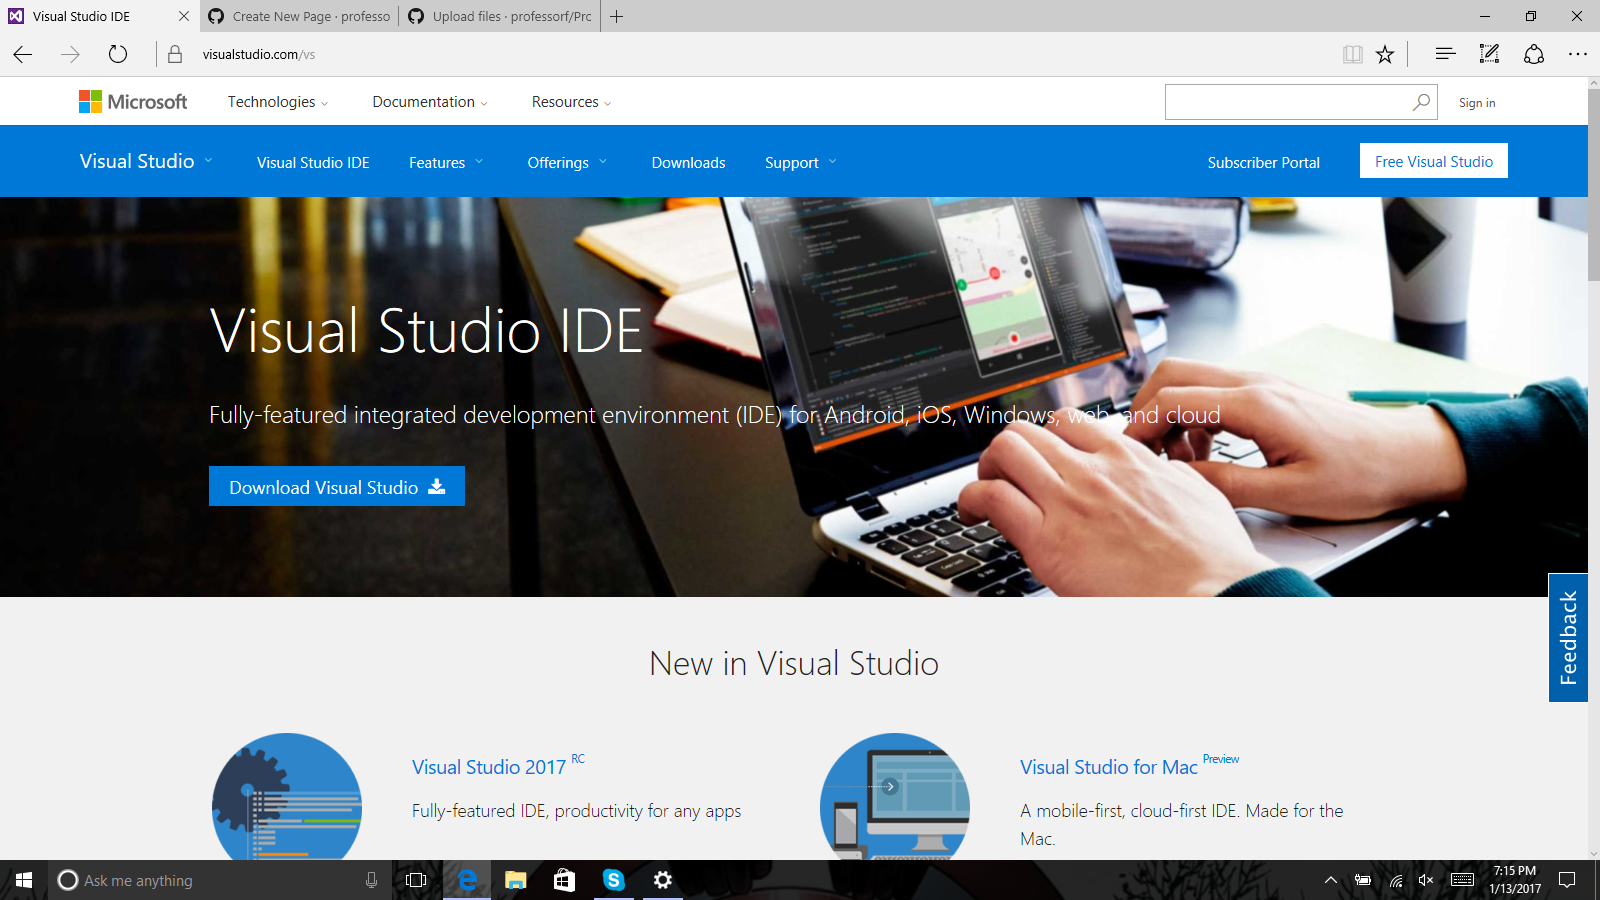 Visual Studio IDE
Create New Page · professo
Upload files · professorf/Prc
visualstudio.com/vs
Microsoft
Technologies
Documentation
Resources
Sign in
Visual Studio
Visual Studio IDE
Features
Offerings
Downloads
Support
Subscriber Portal
Free Visual Studio
Visual Studio IDE
Fully-featured integrated development environment (IDE) for Android, iOS, Windows, web, and cloud
Download Visual Studio
Feedback
New in Visual Studio
Visual Studio 2017 RC
Fully-featured IDE, productivity for any apps
Visual Studio for Mac Preview
A mobile-first, cloud-first IDE. Made for the
Mac.
Ask me anything
7:15 PM
1/13/2017